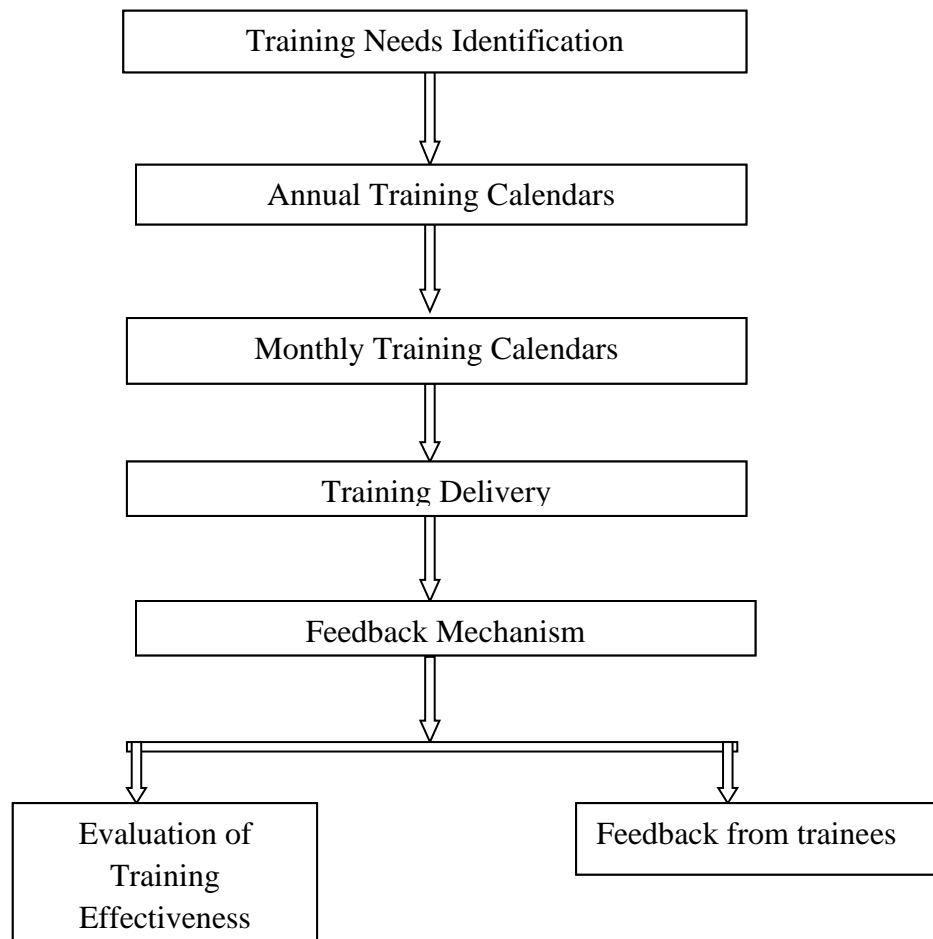 Training Needs Identification
Annual Training Calendars
Monthly Training Calendars
Training Delivery
Feedback Mechanism
Evaluation of
Training
Effectiveness
Feedback from trainees